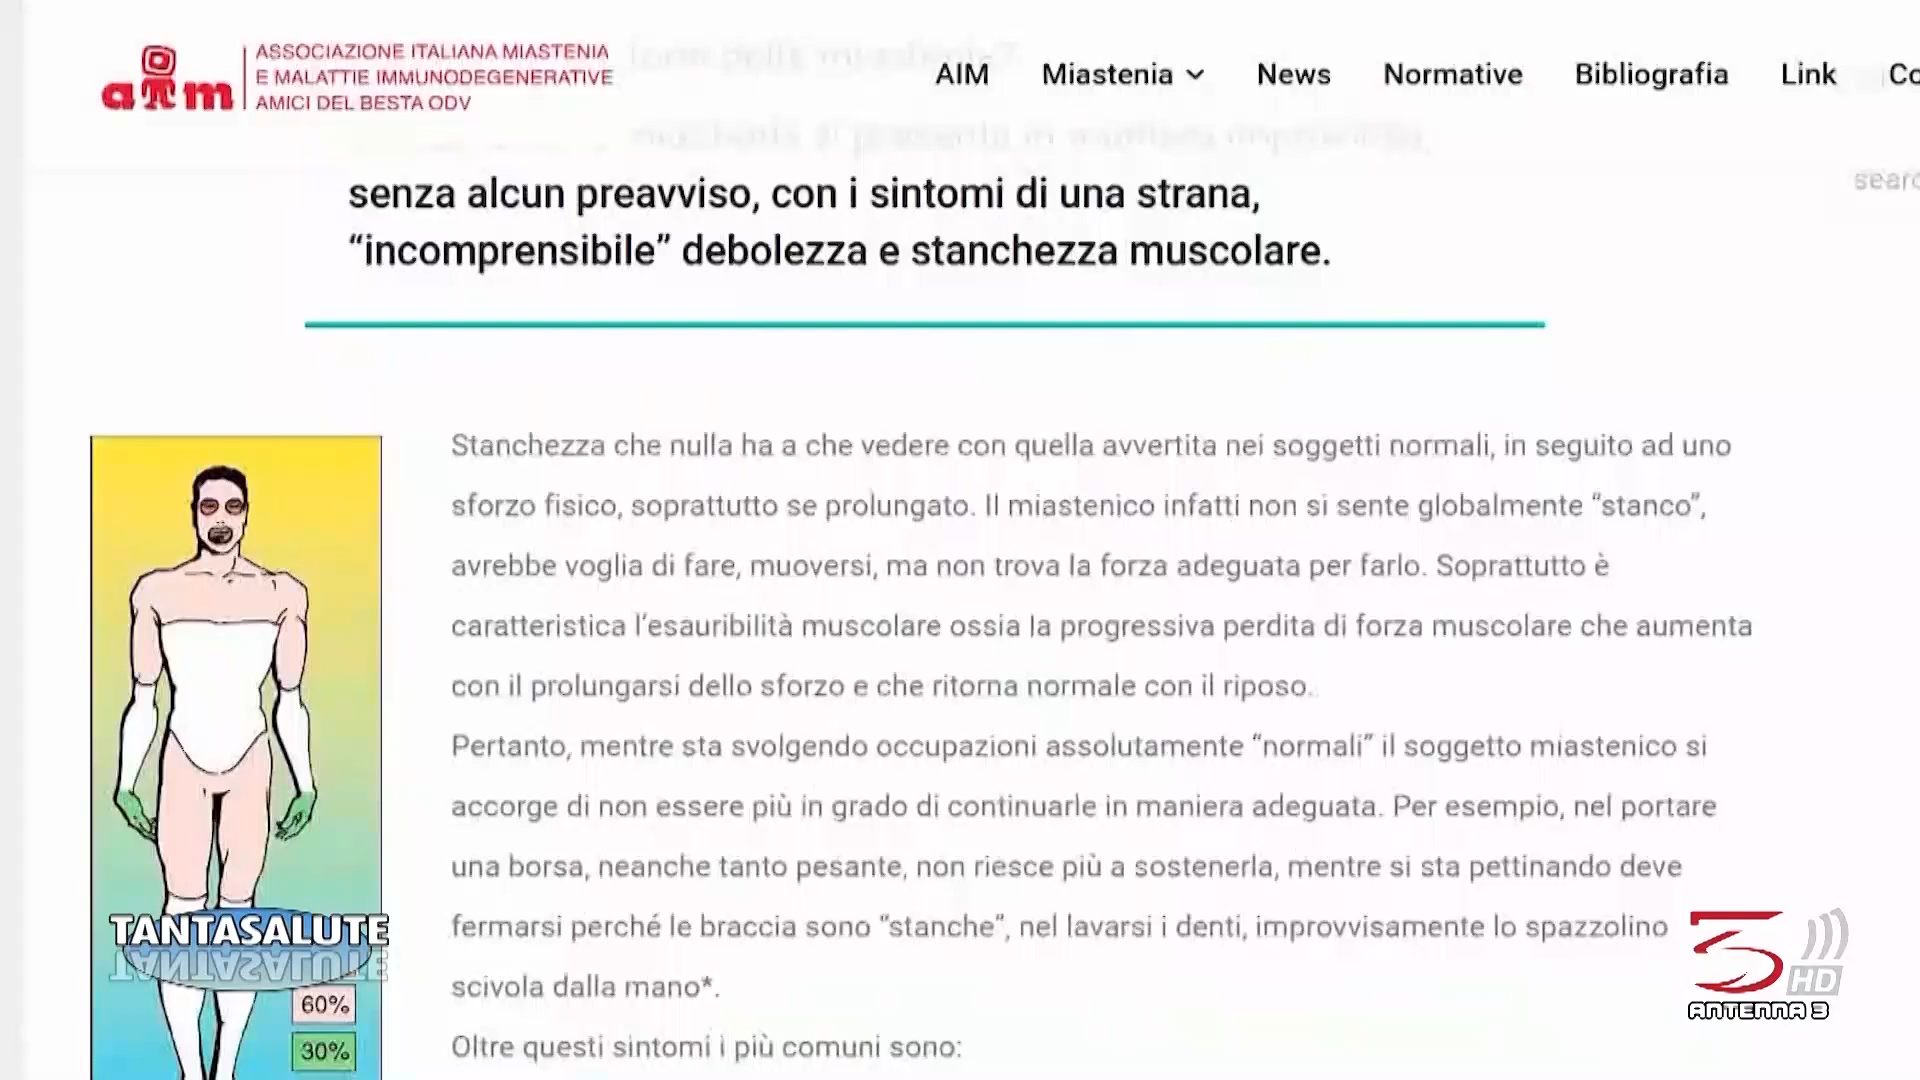 ASSOCIAZIONE ITALIANA MIASTENIA
E MALATTIE IMMUNODEGENERATIVE
AMICI DEL BESTA ODV
aim
AIM Miastenia News Normative Bibliografia Link Co
searc
senza alcun preavviso, con i sintomi di una strana,
“incomprensibile” debolezza e stanchezza muscolare.
Stanchezza che nulla ha a che vedere con quella avvertita nei soggetti normali, in seguito ad uno
sforzo fisico, soprattutto se prolungato. Il miastenico infatti non si sente globalmente “stanco”,
avrebbe voglia di fare, muoversi, ma non trova la forza adeguata per farlo. Soprattutto è
caratteristica l’esauribilità muscolare ossia la progressiva perdita di forza muscolare che aumenta
con il prolungarsi dello sforzo e che ritorna normale con il riposo.
Pertanto, mentre sta svolgendo occupazioni assolutamente “normali” il soggetto miastenico si
accorge di non essere più in grado di continuarle in maniera adeguata. Per esempio, nel portare
una borsa, neanche tanto pesante, non riesce più a sostenerla, mentre si sta pettinando deve
fermarsi perché le braccia sono “stanche”, nel lavarsi i denti, improvvisamente lo spazzolino
scivola dalla mano*.
Oltre questi sintomi i più comuni sono:
TANTASALUTE
60%
30%
3 HD
ANTENNA 3